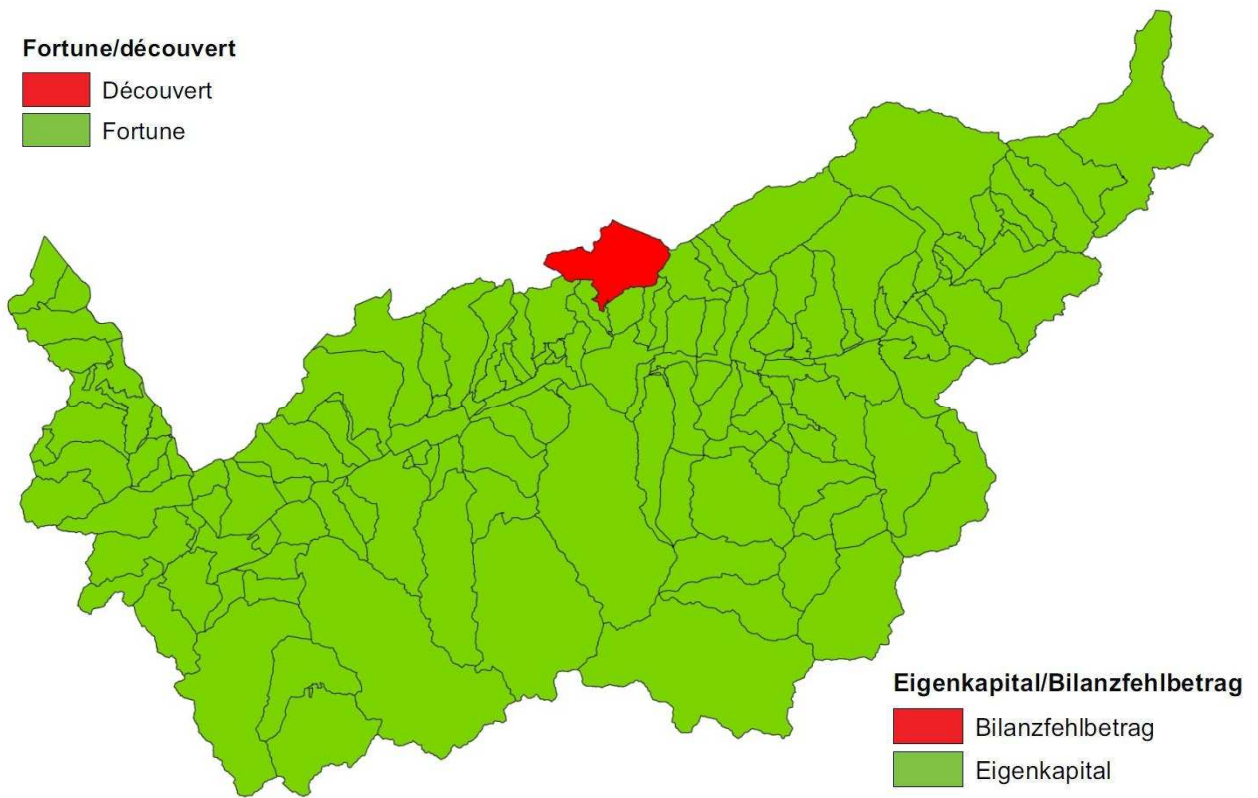 Fortune/découvert
Découvert
Fortune
Eigenkapital/Bilanzfehlbetrag
Bilanzfehlbetrag
Eigenkapital